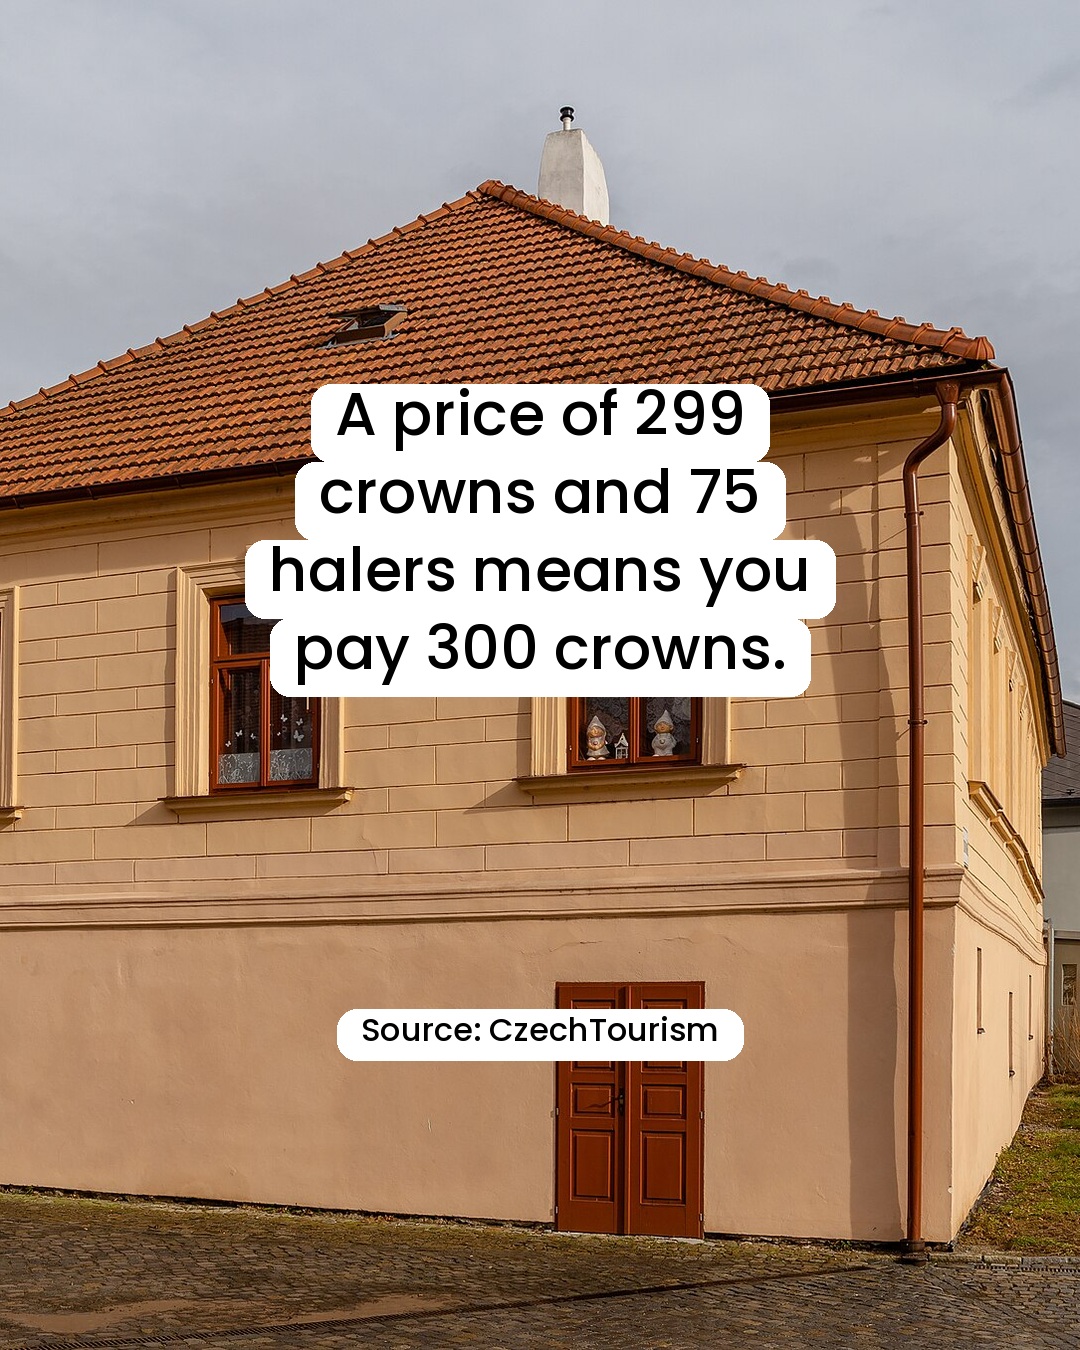 A price of 299
crowns and 75
halers means you
pay 300 crowns.
Source: CzechTourism